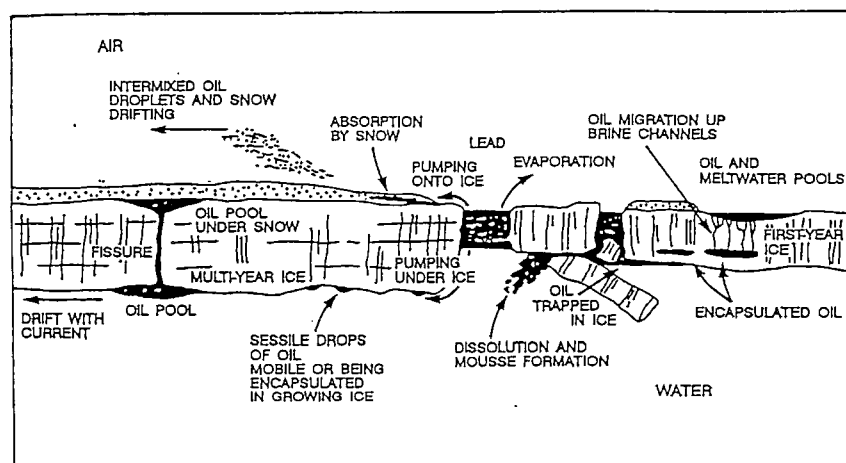 AIR
INTERMIXED OIL
DROPLETS AND SNOW
DRIFTING
ABSORPTION
BY SNOW
LEAD
PUMPING
ONTO ICE
EVAPORATION
OIL MIGRATION UP
BRINE CHANNELS
OIL AND
MELTWATER POOLS
OIL POOL
UNDER SNOW
FISSURE
MULTI-YEAR ICE
PUMPING
UNDER ICE
FIRST-YEAR
ICE
DRIFT WITH
CURRENT
OIL POOL
SESSILE DROPS
OF OIL
MOBILE OR BEING
ENCAPSULATED
IN GROWING ICE
OIL
TRAPPED
IN ICE
DISSOLUTION AND
MOUSSE FORMATION
ENCAPSULATED OIL
WATER